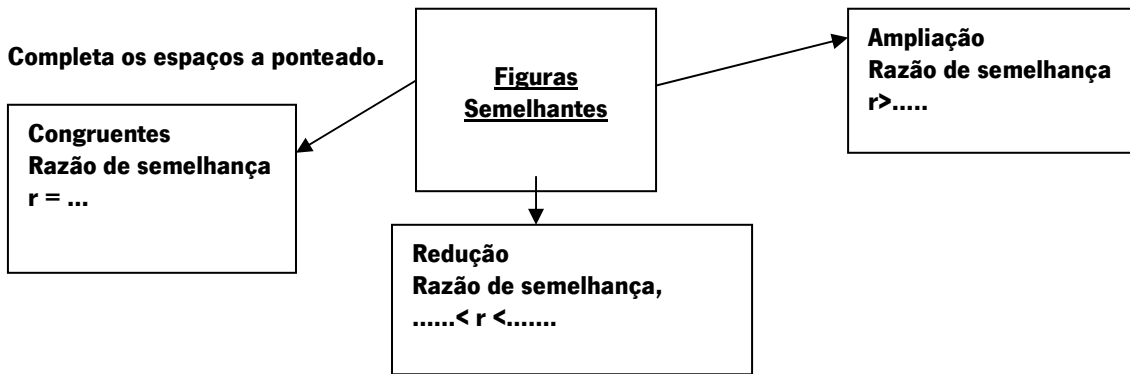 Completa os espaços a ponteado.
Figuras
Semelhantes
Ampliação
Razão de semelhança
r>.....
Congruentes
Razão de semelhança
r = ...
Redução
Razão de semelhança,
......< r <.......